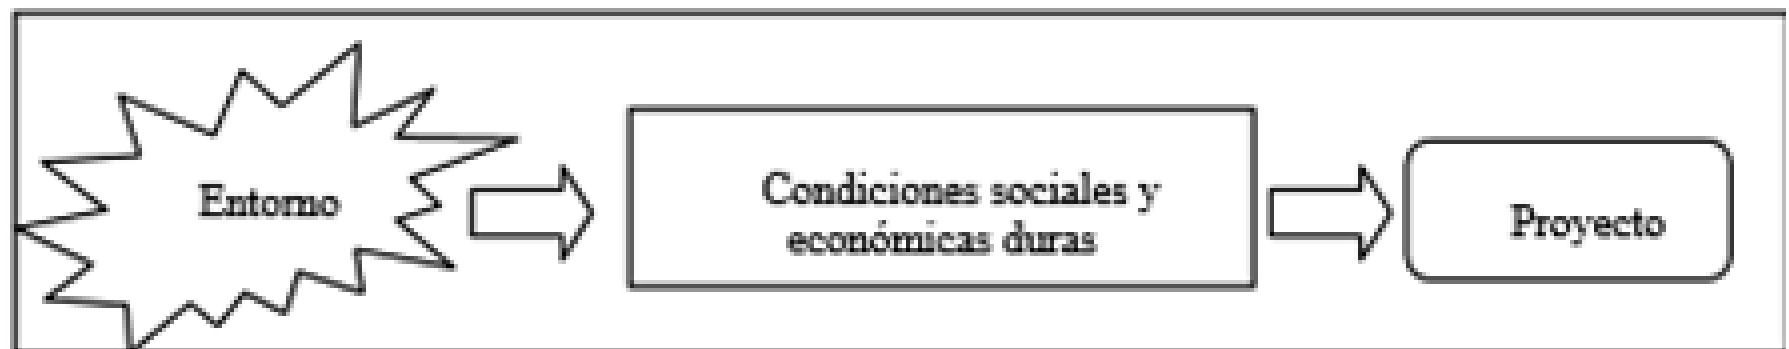 Entorno
Condiciones sociales y
económicas duras
Proyecto